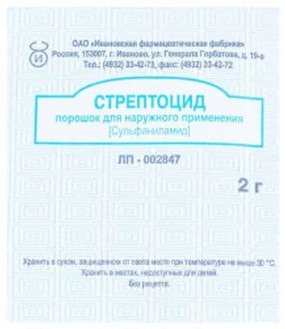 ОАО «Ивановская фармацевтическая фабрика»
Россия, 153007, г. Иваново, ул. Генерала Горбатова, д. 19-в
Тел.: (4932) 33-42-73, факс: (4932) 33-42-72
СТРЕПТОЦИД
порошок для наружного применения
[Сульфаниламид]
ЛП - 002847
2 г
Хранить в сухом, защищенном от света месте при температуре не выше 30 °С.
Хранить в местах, недоступных для детей.
Без рецепта.